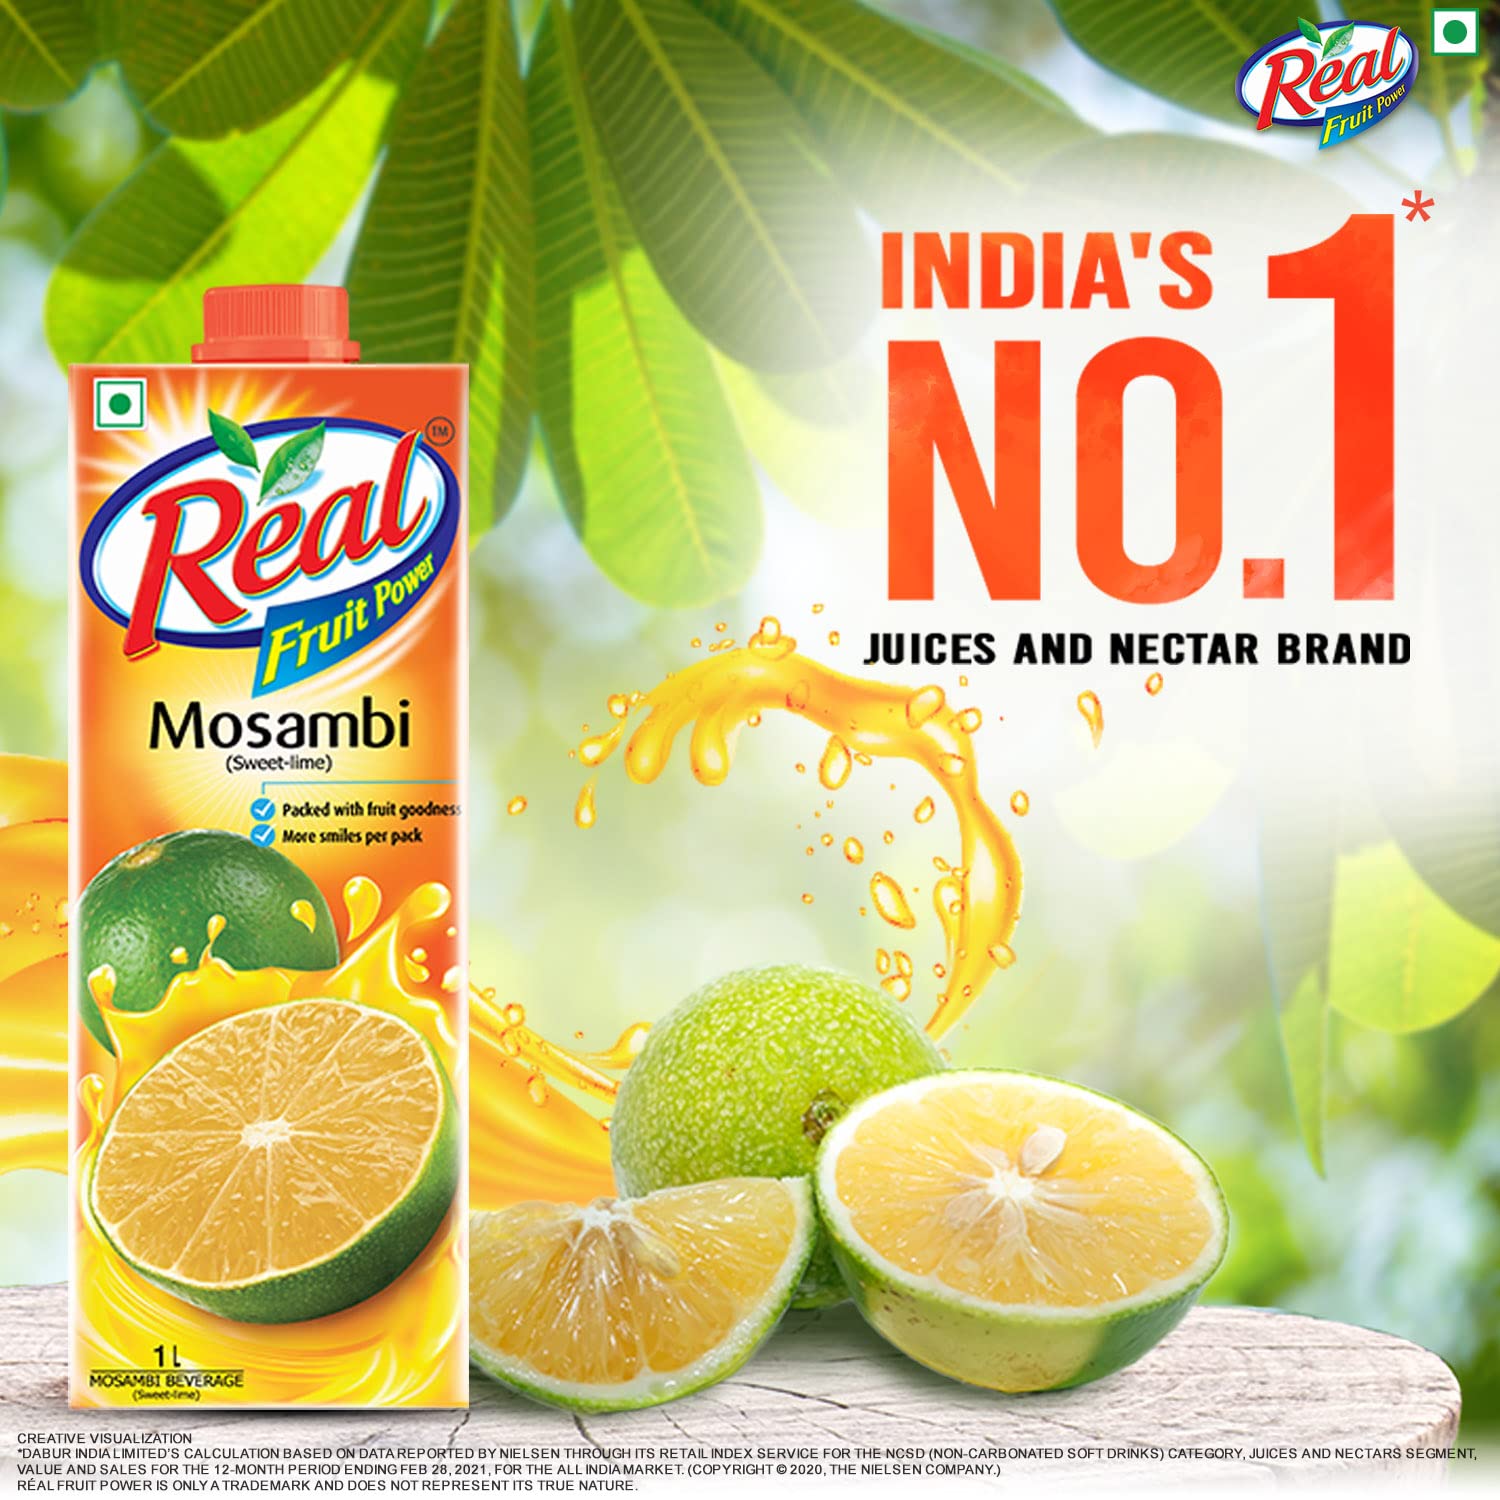 Réal
Fruit Power
INDIA'S
NO.1*
JUICES AND NECTAR BRAND
Réal TM
Fruit Power
Mosambi
(Sweet-lime)
Packed with fruit goodness
More smiles per pack
1 L
MOSAMBI BEVERAGE
(Sweet-lime)
CREATIVE VISUALIZATION
*DABUR INDIA LIMITED'S CALCULATION BASED ON DATA REPORTED BY NIELSEN THROUGH ITS RETAIL INDEX SERVICE FOR THE NCSD (NON-CARBONATED SOFT DRINKS) CATEGORY, JUICES AND NECTARS SEGMENT,
VALUE AND SALES FOR THE 12-MONTH PERIOD ENDING FEB 28, 2021, FOR THE ALL INDIA MARKET. (COPYRIGHT © 2020, THE NIELSEN COMPANY.)
RÉAL FRUIT POWER IS ONLY A TRADEMARK AND DOES NOT REPRESENT ITS TRUE NATURE.